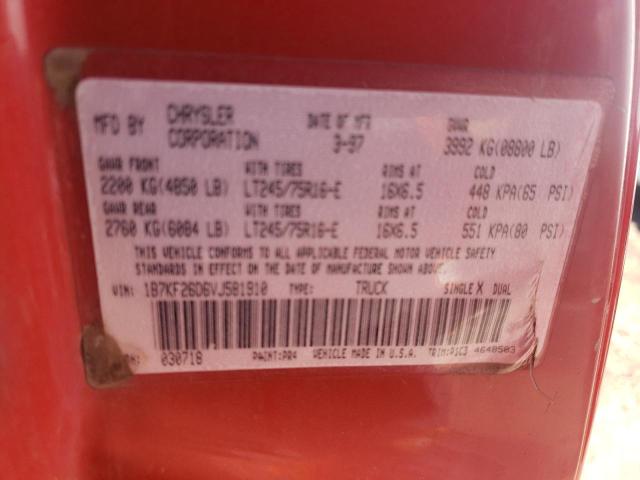 MFD BY CHRYSLER CORPORATION DATE OF MFR 3-97 GVWR 3992 KG(08800 LB)
GAWR FRONT WITH TIRES RIMS AT COLD
2200 KG(4850 LB) LT245/75R16-E 16X6.5 448 KPA(65 PSI)
GAWR REAR WITH TIRES RIMS AT COLD
2760 KG(6084 LB) LT245/75R16-E 16X6.5 551 KPA(80 PSI)
THIS VEHICLE CONFORMS TO ALL APPLICABLE FEDERAL MOTOR VEHICLE SAFETY
STANDARDS IN EFFECT ON THE DATE OF MANUFACTURE SHOWN ABOVE.
VIN: 1B7KF26D6VJ581910 TYPE: TRUCK SINGLE X DUAL
030718 PAINT:PR4 VEHICLE MADE IN U.S.A. TRIM:P1C3 4648503